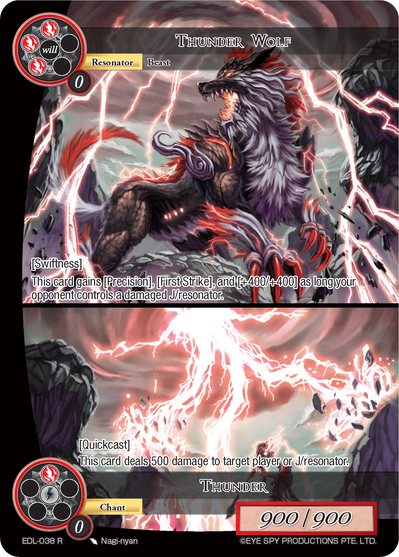 Thunder Wolf
will
Resonator Beast
0
[Swiftness]
This card gains [Precision], [First Strike], and [+400/+400] as long your
opponent controls a damaged J/resonator.
[Quickcast]
This card deals 500 damage to target player or J/resonator.
Thunder
Chant
0
900 / 900
EDL-038 R Nagi-nyan ©EYE SPY PRODUCTIONS PTE. LTD.